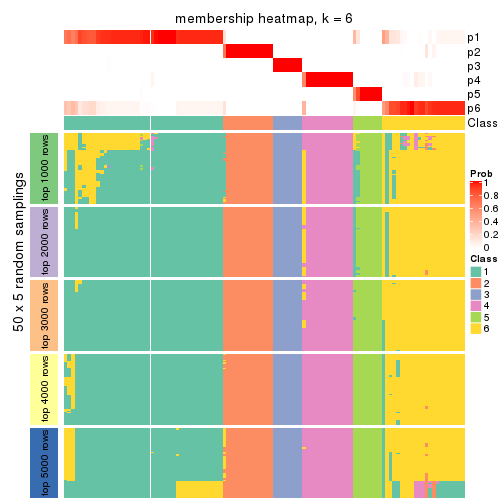 membership heatmap, k = 6
p1
p2
p3
p4
p5
p6
Class
50 x 5 random samplings
top 1000 rows
top 2000 rows
top 3000 rows
top 4000 rows
top 5000 rows
Prob
1
0.8
0.6
0.4
0.2
0
Class
1
2
3
4
5
6